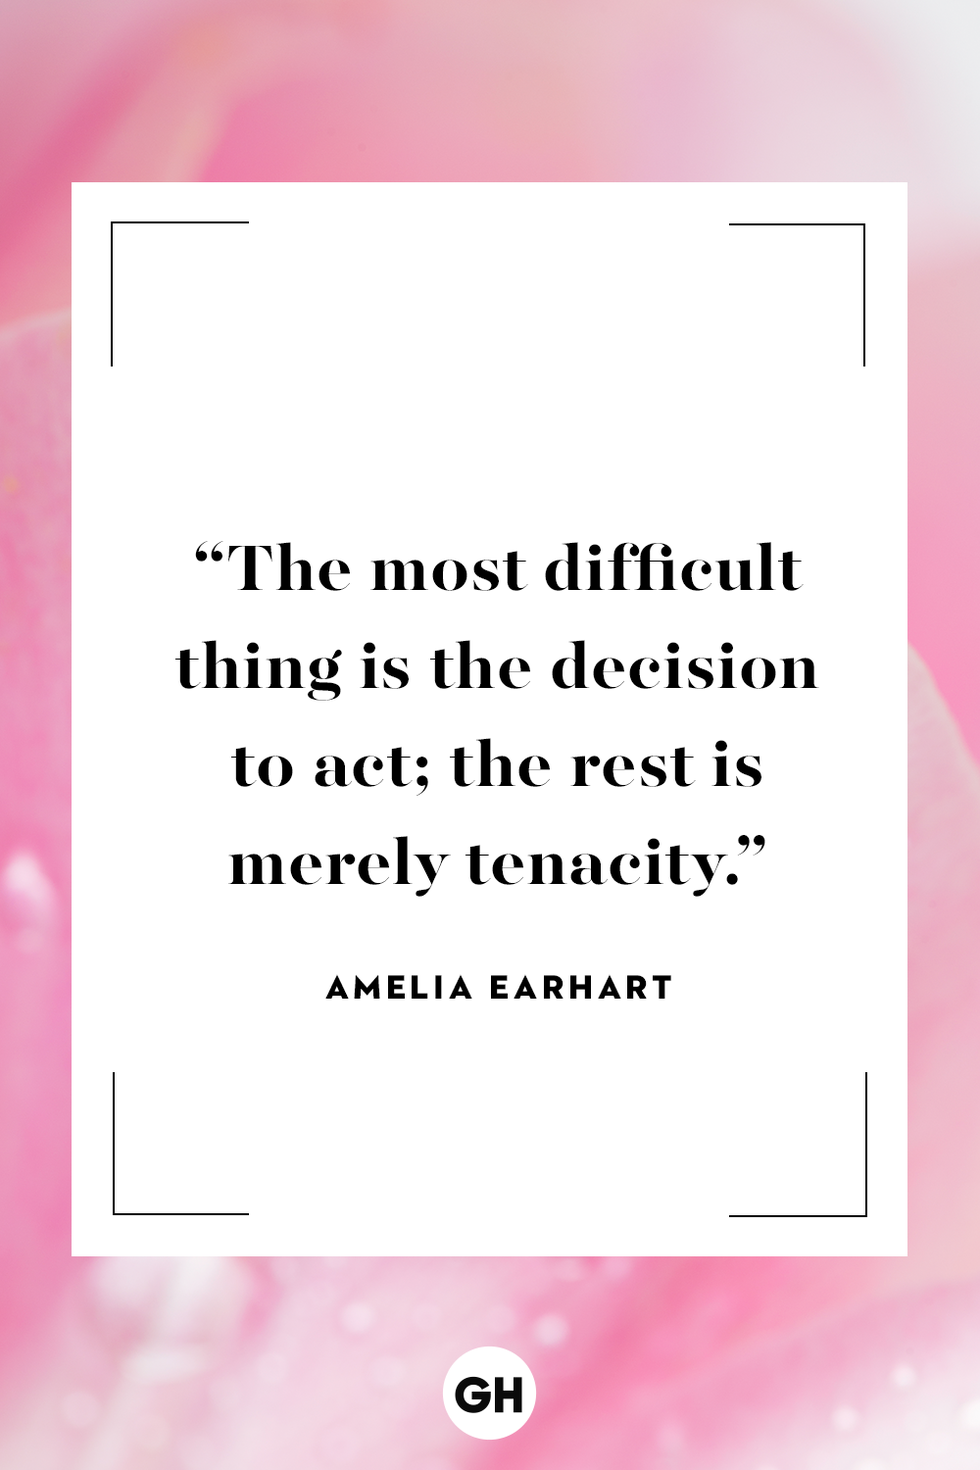 “The most difficult
thing is the decision
to act; the rest is
merely tenacity.”
AMELIA EARHART
GH